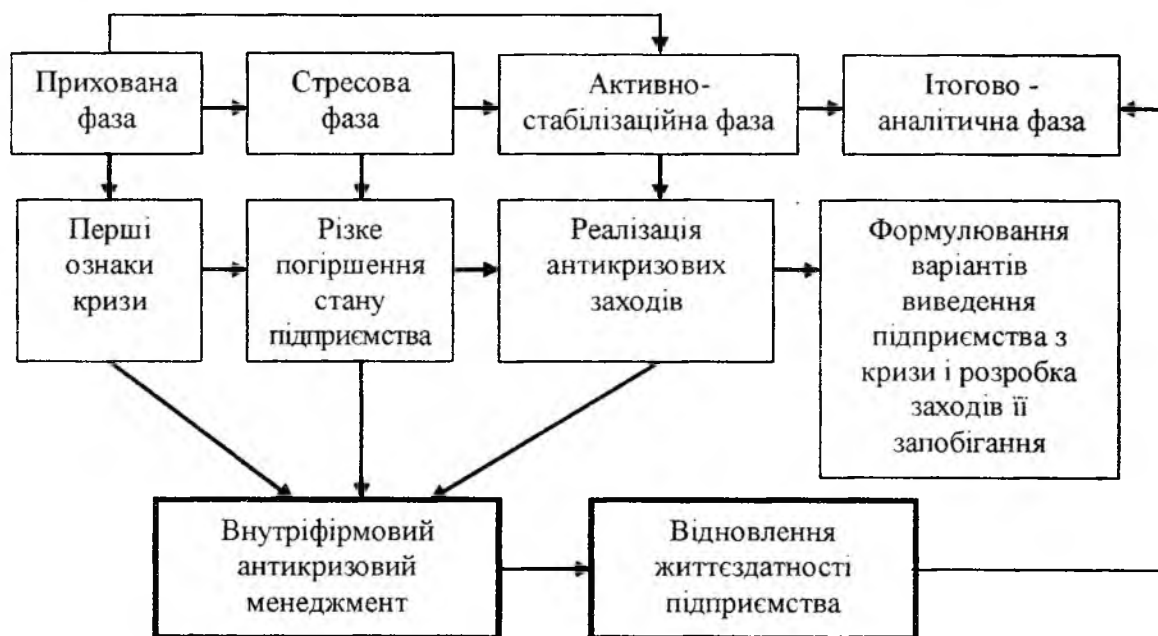 Прихована
фаза
Стресова
фаза
Активно-
стабілізаційна фаза
Ітогово -
аналітична фаза
Перші
ознаки
кризи
Різке
погіршення
стану
підприємства
Реалізація
антикризових
заходів
Формулювання
варіантів
виведення
підприємства з
кризи і розробка
заходів її
запобігання
Внутріфірмовий
антикризовий
менеджмент
Відновлення
життєздатності
підприємства